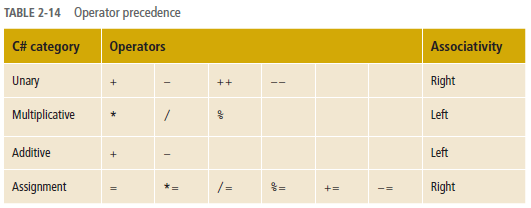 TABLE 2-14 Operator precedence
C# category Operators Associativity
Unary + - ++ -- Right
Multiplicative * / % Left
Additive + - Left
Assignment = *= /= %= += -= Right